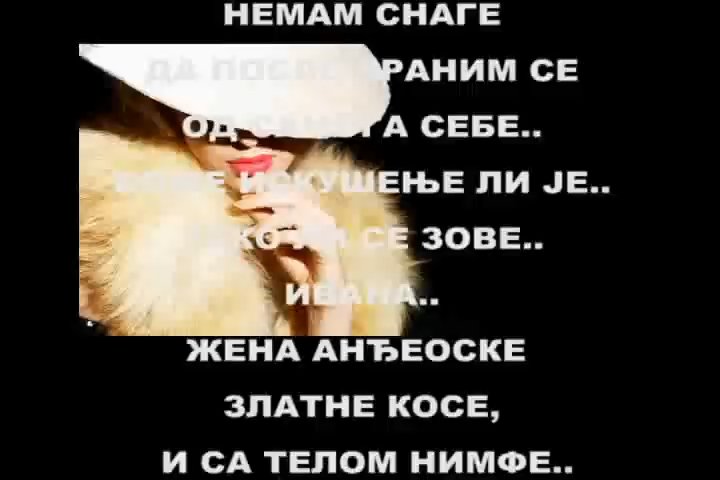 НЕМАМ СНАГЕ
ДА СЕ
ОД САМОГА СЕБЕ..
ИСКУШЕЊЕ ЛИ ЈЕ..
СЕ ЗОВЕ..
ИВАНА..
ЖЕНА АНЂЕОСКЕ
ЗЛАТНЕ КОСЕ,
И СА ТЕЛОМ НИМФЕ..